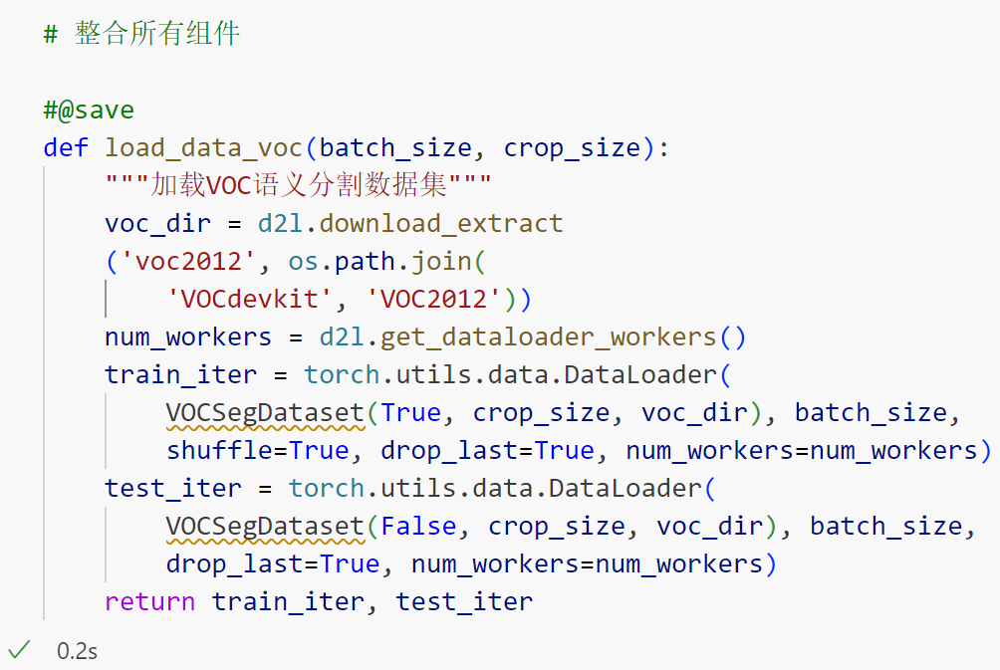 # 整合所有组件
#@save
def load_data_voc(batch_size, crop_size):
"""加载VOC语义分割数据集"""
voc_dir = d2l.download_extract
('voc2012', os.path.join(
'VOCdevkit', 'VOC2012'))
num_workers = d2l.get_dataloader_workers()
train_iter = torch.utils.data.DataLoader(
VOCSegDataset(True, crop_size, voc_dir), batch_size,
shuffle=True, drop_last=True, num_workers=num_workers)
test_iter = torch.utils.data.DataLoader(
VOCSegDataset(False, crop_size, voc_dir), batch_size,
drop_last=True, num_workers=num_workers)
return train_iter, test_iter
0.2s